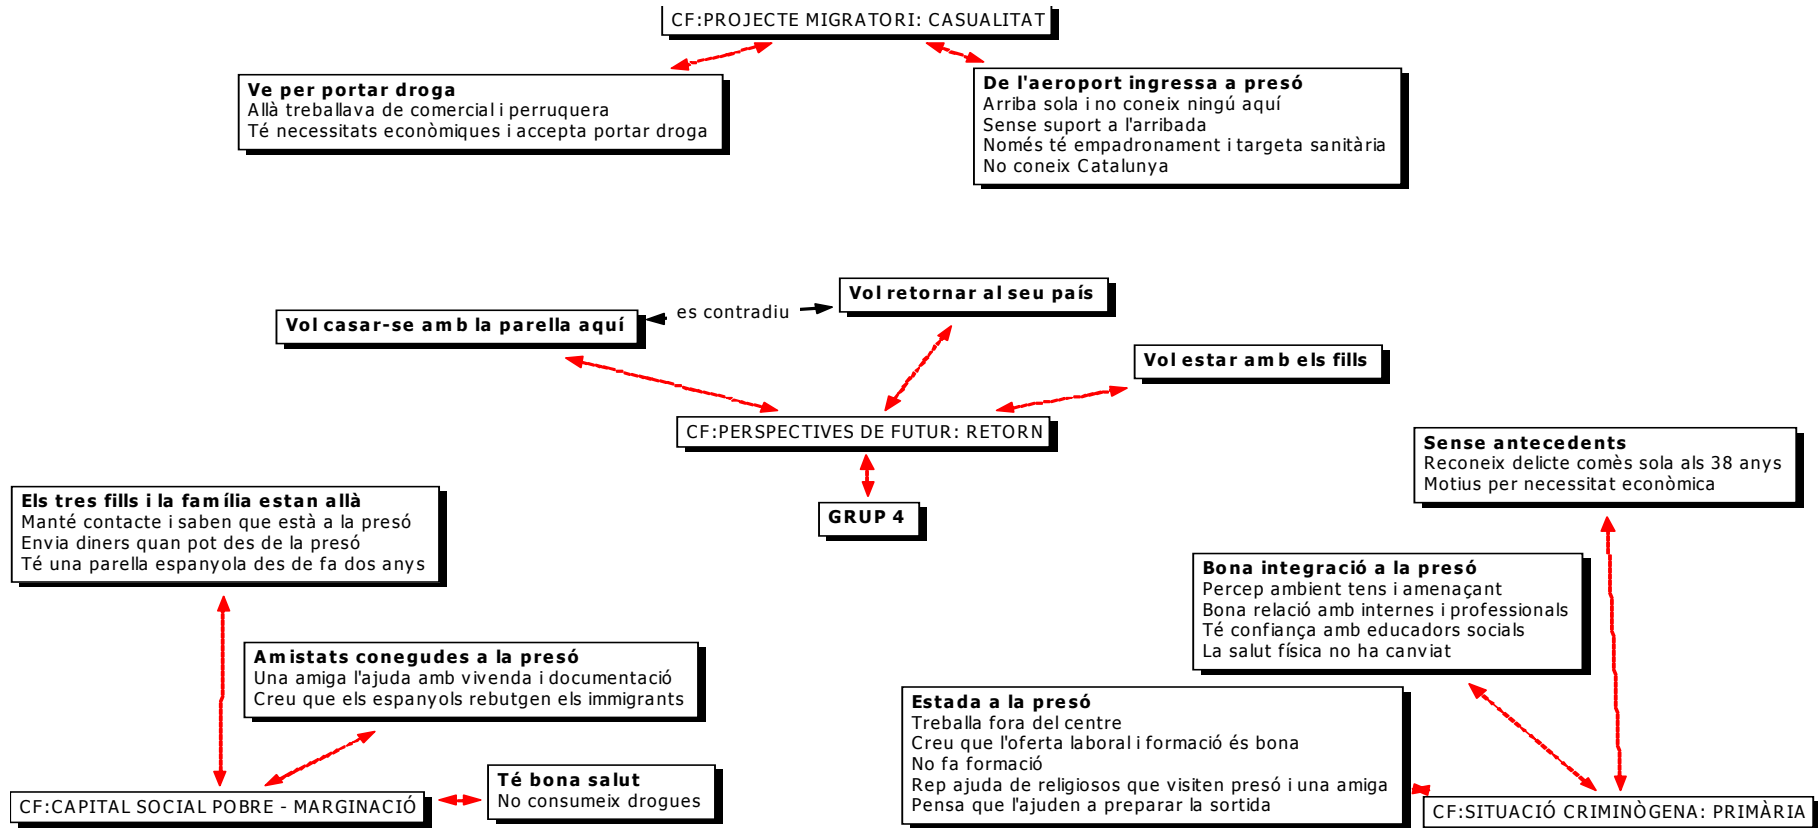 CF:PROJECTE MIGRATORI: CASUALITAT
Ve per portar droga
Allà treballava de comercial i perruquera
Té necessitats econòmiques i accepta portar droga
De l'aeroport ingressa a presó
Arriba sola i no coneix ningú aquí
Sense suport a l'arribada
Només té empadronament i targeta sanitària
No coneix Catalunya
Vol retornar al seu país
es contradiu
Vol casar-se amb la parella aquí
Vol estar amb els fills
CF:PERSPECTIVES DE FUTUR: RETORN
GRUP 4
Sense antecedents
Reconeix delicte comès sola als 38 anys
Motius per necessitat econòmica
Els tres fills i la família estan allà
Manté contacte i saben que està a la presó
Envia diners quan pot des de la presó
Té una parella espanyola des de fa dos anys
Bona integració a la presó
Percep ambient tens i amenaçant
Bona relació amb internes i professionals
Té confiança amb educadors socials
La salut física no ha canviat
Amistats conegudes a la presó
Una amiga l'ajuda amb vivenda i documentació
Creu que els espanyols rebutgen els immigrants
Estada a la presó
Treballa fora del centre
Creu que l'oferta laboral i formació és bona
No fa formació
Rep ajuda de religiosos que visiten presó i una amiga
Pensa que l'ajuden a preparar la sortida
Té bona salut
No consumeix drogues
CF:CAPITAL SOCIAL POBRE - MARGINACIÓ
CF:SITUACIÓ CRIMINÒGENA: PRIMÀRIA